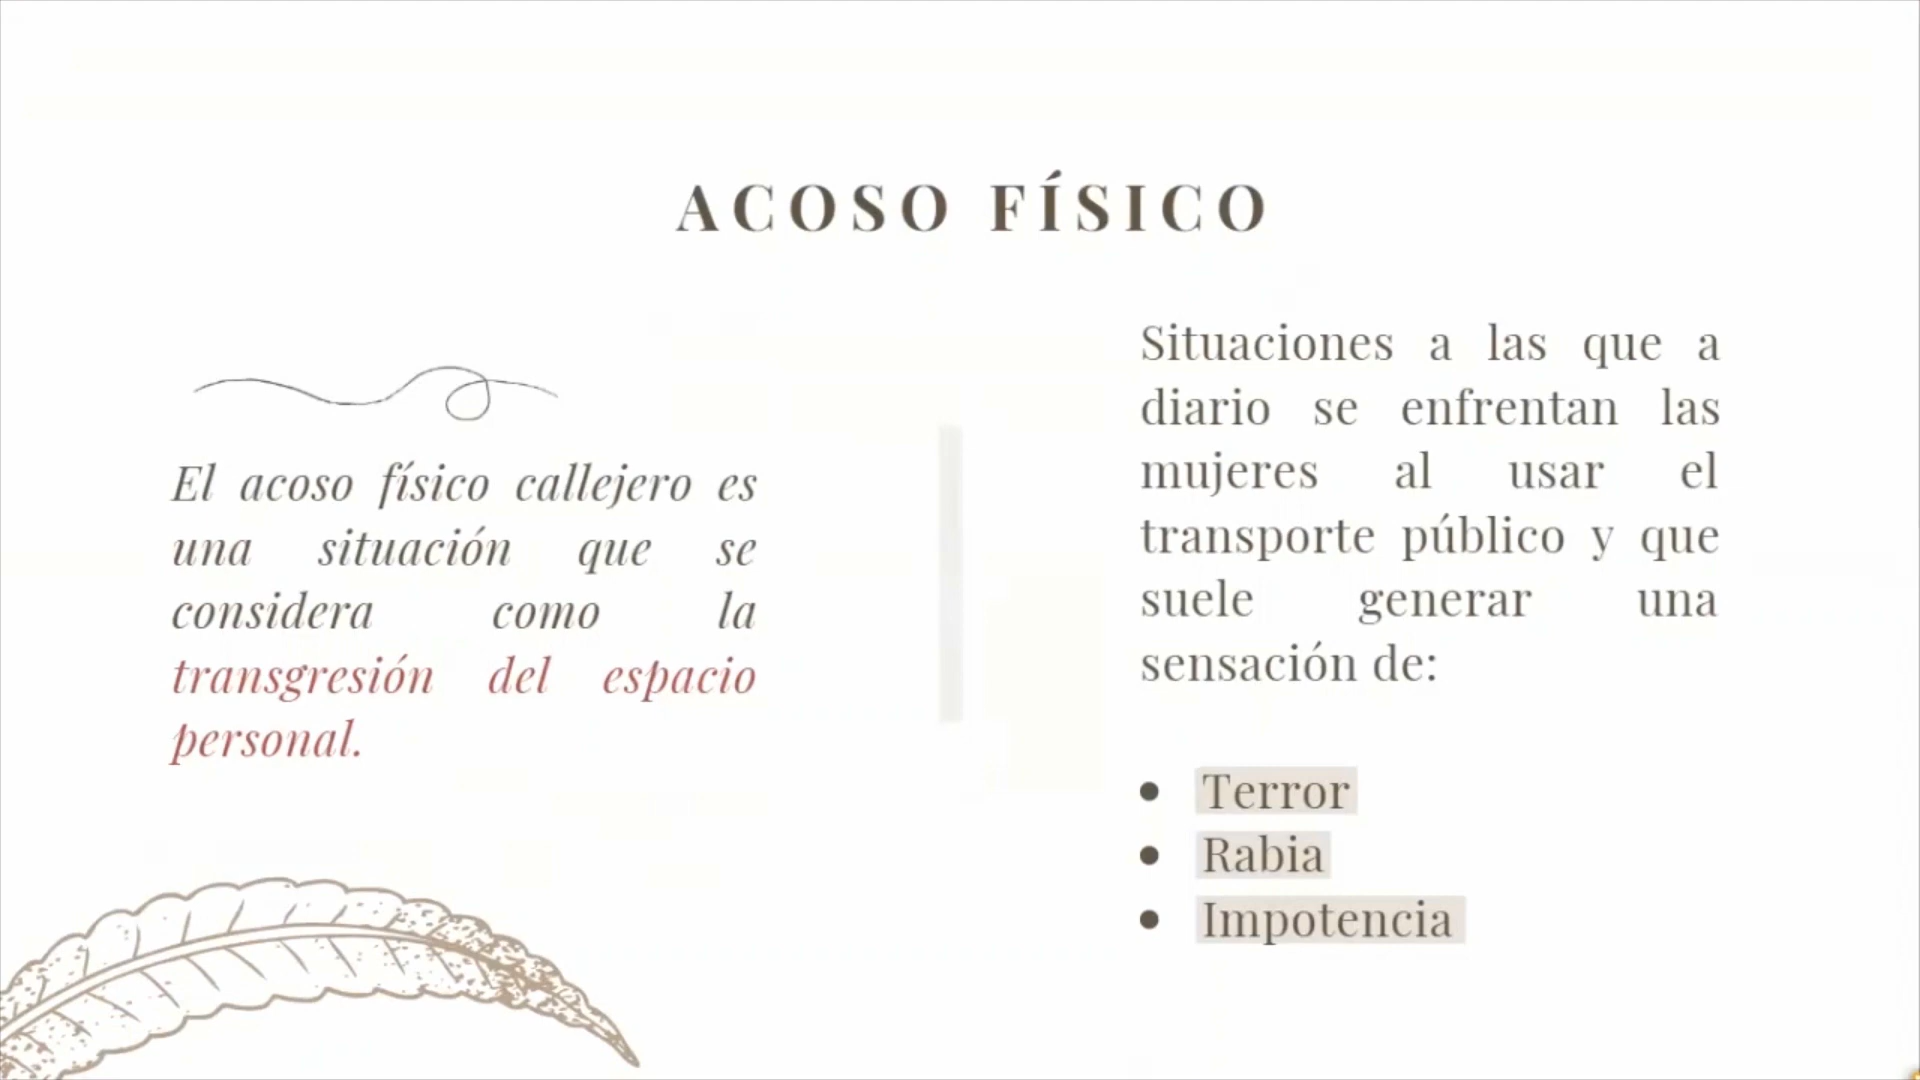 ACOSO FÍSICO
El acoso físico callejero es
una situación que se
considera como la
transgresión del espacio
personal.
Situaciones a las que a
diario se enfrentan las
mujeres al usar el
transporte público y que
suele generar una
sensación de:
• Terror
• Rabia
• Impotencia